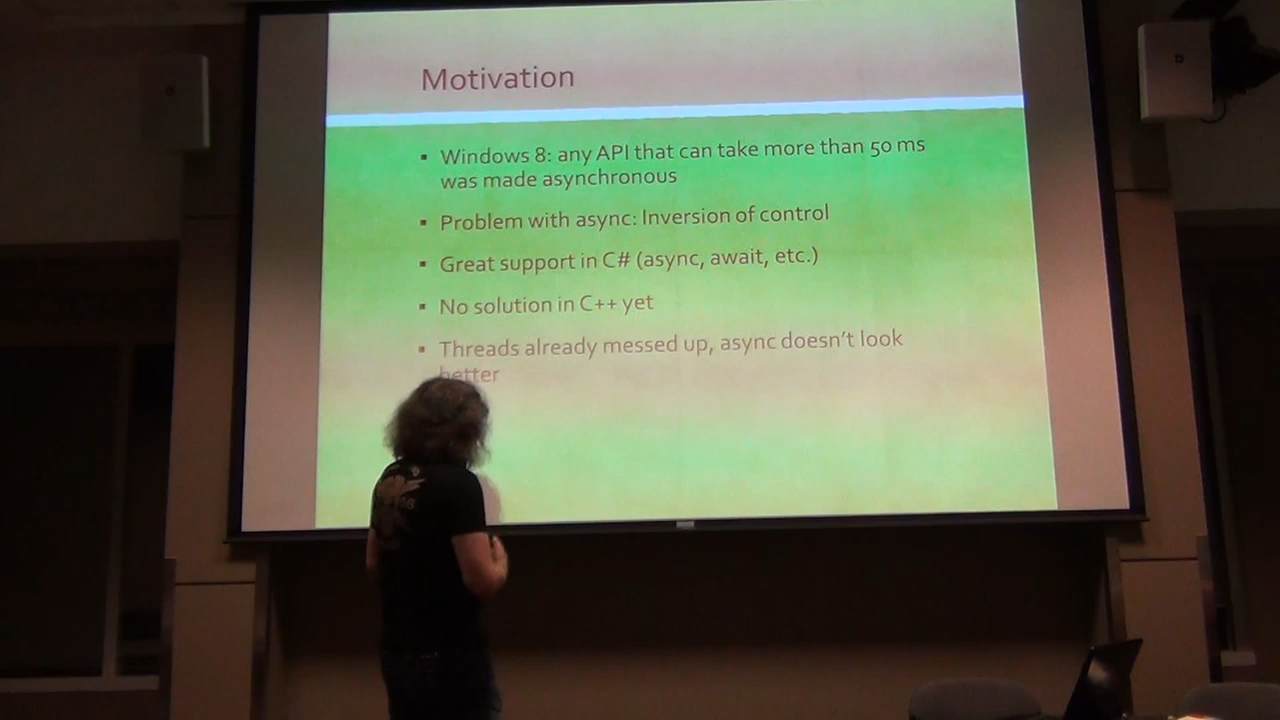 Motivation
▪ Windows 8: any API that can take more than 50 ms
was made asynchronous
▪ Problem with async: Inversion of control
▪ Great support in C# (async, await, etc.)
▪ No solution in C++ yet
▪ Threads already messed up, async doesn't look
better